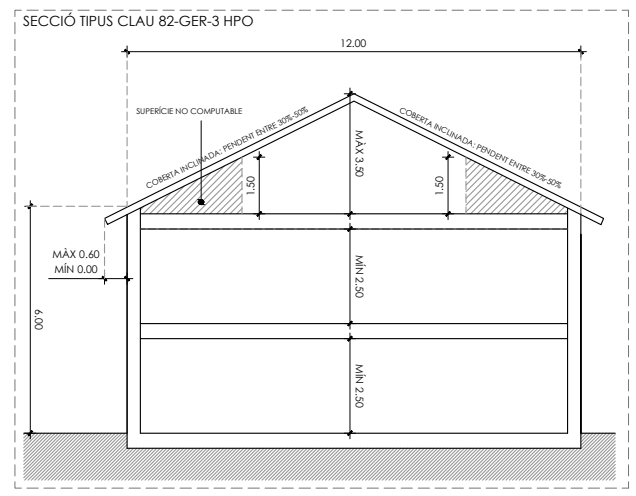 SECCIÓ TIPUS CLAU 82-GER-3 HPO
12.00
SUPERÍCIE NO COMPUTABLE
COBERTA INCLINADA: PENDENT ENTRE 30%-50%
COBERTA INCLINADA: PENDENT ENTRE 30%-50%
MÀX 3.50
1.50
1.50
MÀX 0.60
MÍN 0.00
6.00
MÍN 2.50
MÍN 2.50